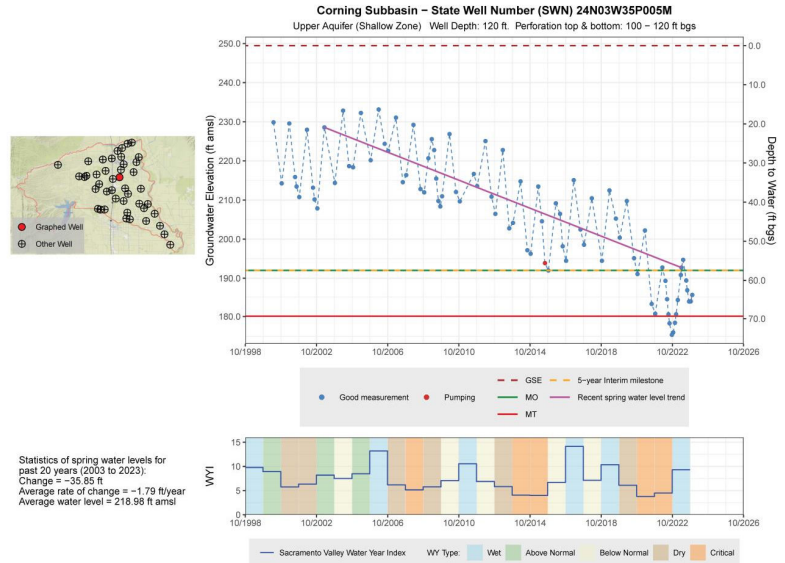 Corning Subbasin − State Well Number (SWN) 24N03W35P005M
Upper Aquifer (Shallow Zone) Well Depth: 120 ft. Perforation top & bottom: 100 − 120 ft bgs
Groundwater Elevation (ft amsl)
250.0
240.0
230.0
220.0
210.0
200.0
190.0
180.0
0.0
10.0
20.0
30.0
40.0
50.0
60.0
70.0
Depth to Water (ft bgs)
10/1998
10/2002
10/2006
10/2010
10/2014
10/2018
10/2022
10/2026
Graphed Well
Other Well
Good measurement
Pumping
GSE
MO
MT
5−year Interim milestone
Recent spring water level trend
Statistics of spring water levels for
past 20 years (2003 to 2023):
Change = −35.85 ft
Average rate of change = −1.79 ft/year
Average water level = 218.98 ft amsl
WYI
15
10
5
0
10/1998
10/2002
10/2006
10/2010
10/2014
10/2018
10/2022
10/2026
Sacramento Valley Water Year Index WY Type: Wet Above Normal Below Normal Dry Critical